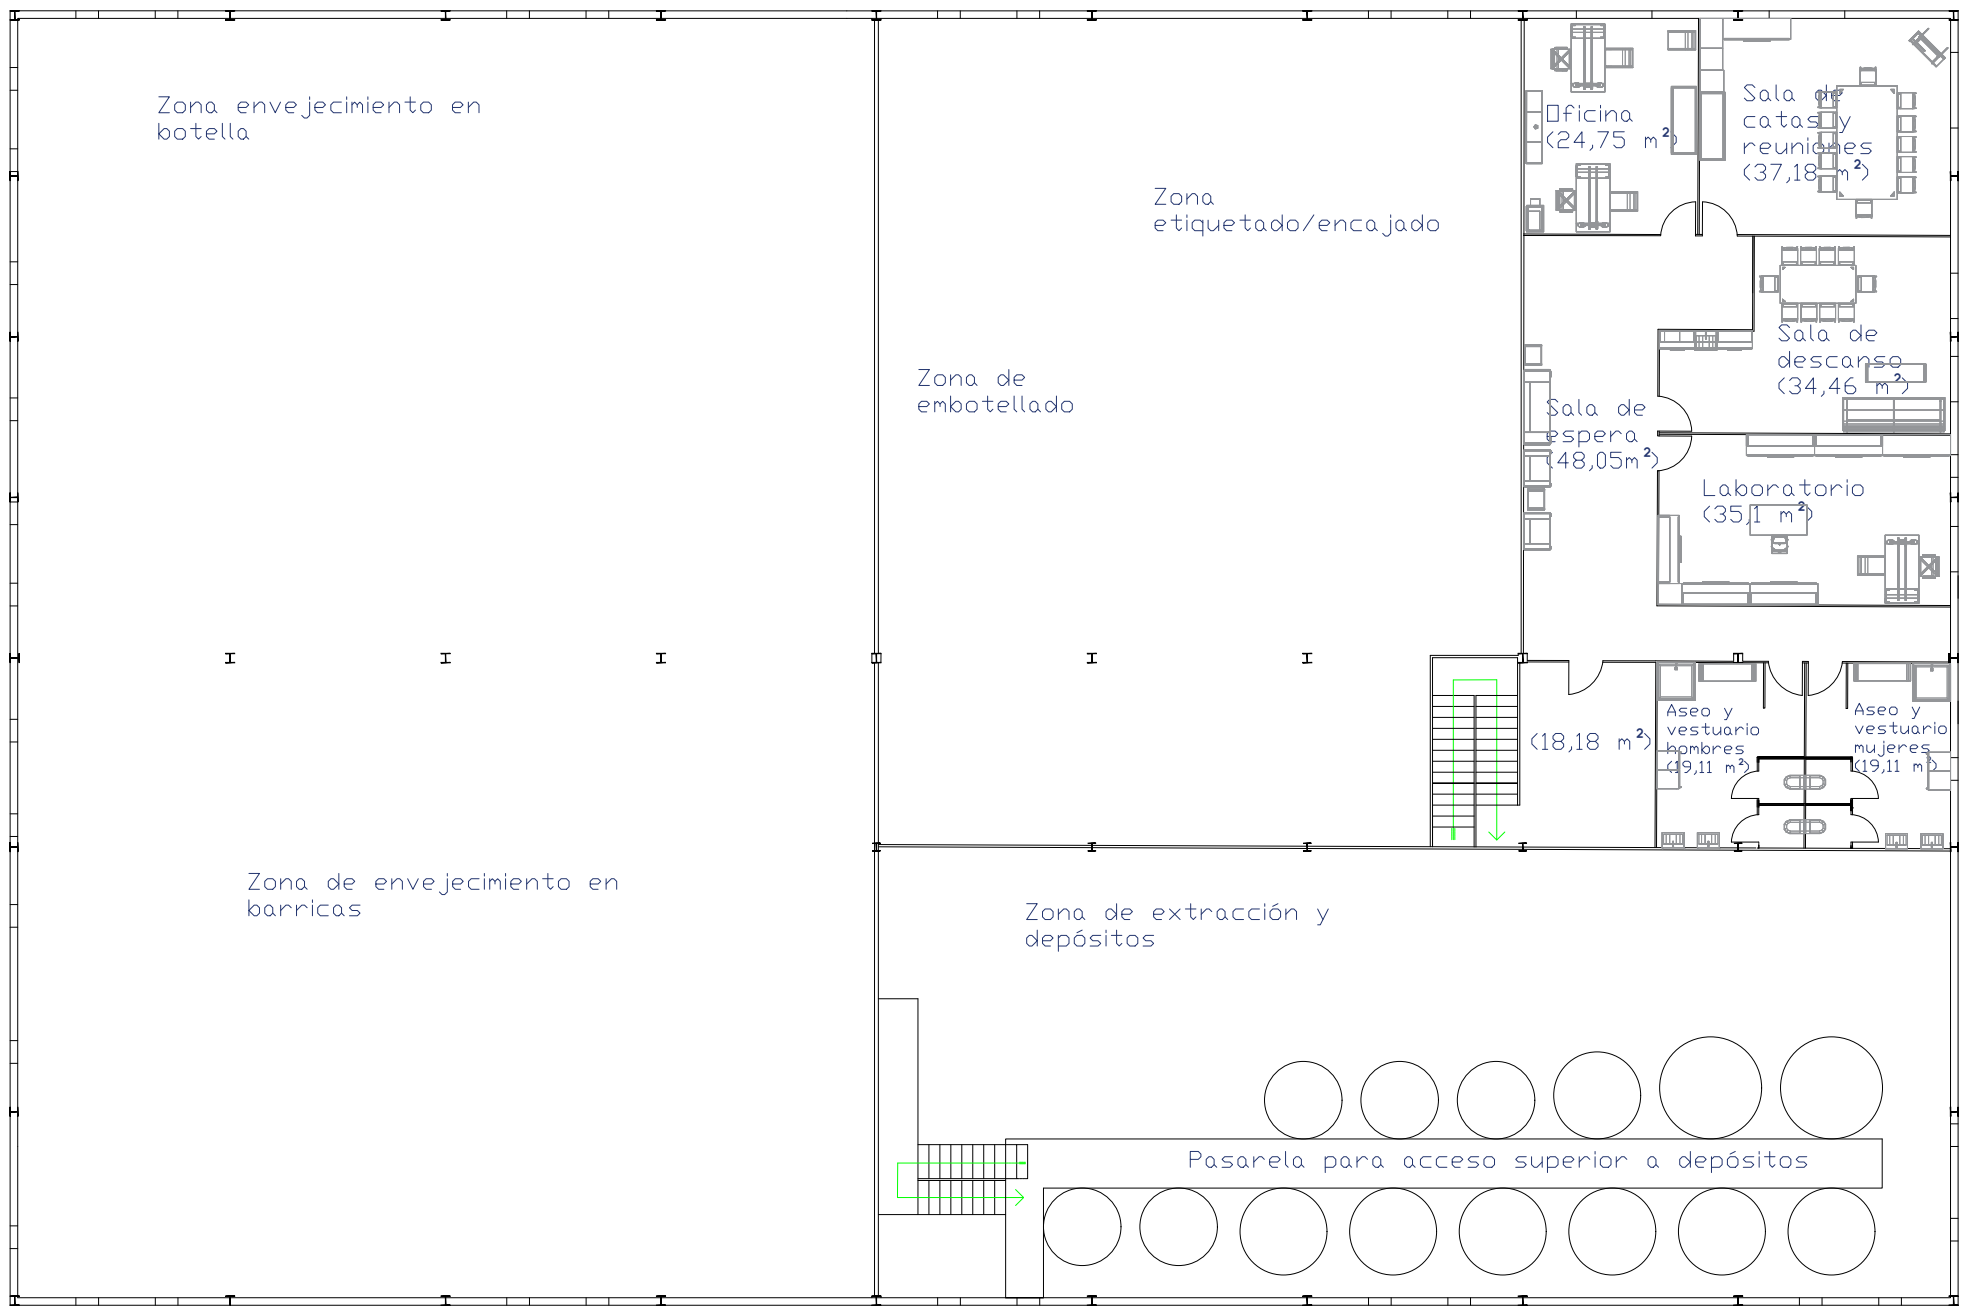 Zona envejecimiento en
botella
Zona
etiquetado/encajado
Zona de
embotellado
Oficina
(24,75 m²)
Sala de
catas y
reuniones
(37,18 m²)
Sala de
descanso
(34,46 m²)
Sala de
espera
(48,05m²)
Laboratorio
(35,1 m²)
(18,18 m²)
Aseo y
vestuario
hombres
(19,11 m²)
Aseo y
vestuario
mujeres
(19,11 m²)
Zona de envejecimiento en
barricas
Zona de extracción y
depósitos
Pasarela para acceso superior a depósitos